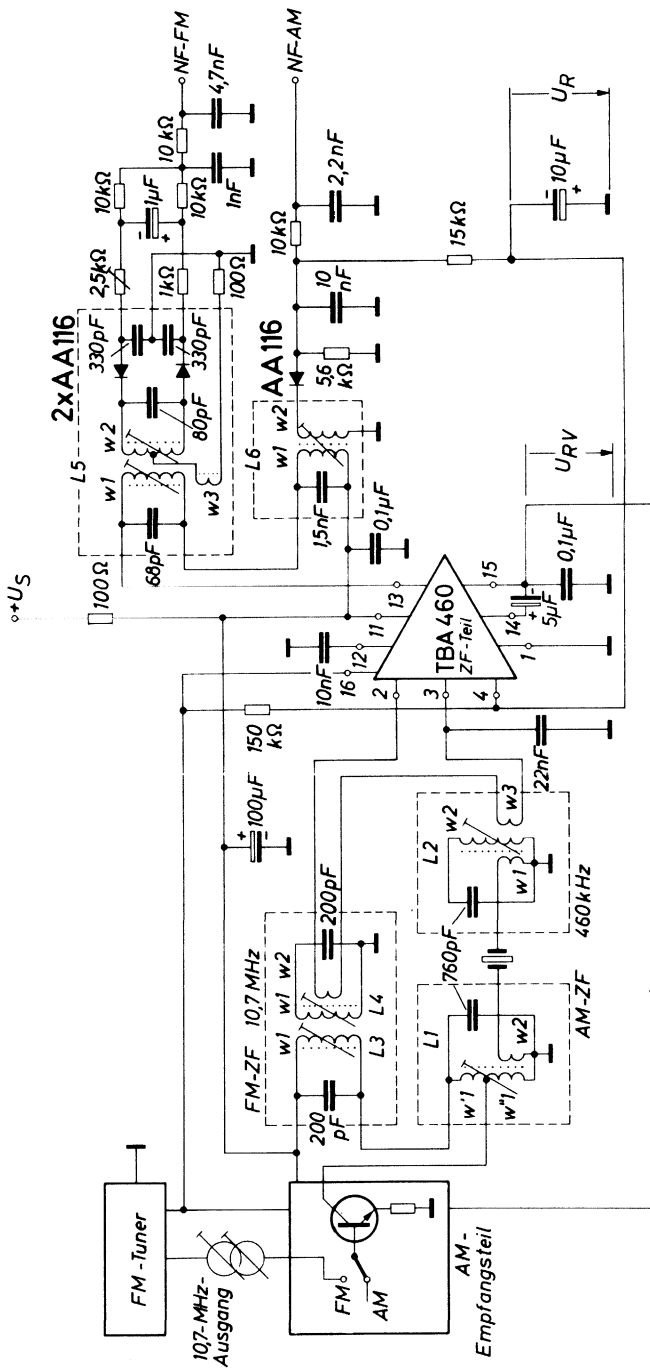 +U_S
FM-Tuner
10,7-MHz-
Ausgang
FM
AM
AM-
Empfangsteil
FM-ZF 10,7 MHz
w1
w1
w2
200
pF
200pF
L3
L4
100µF
+
-
150
kΩ
100Ω
L1
w'1
w''1
w2
AM-ZF
760pF
L2
w2
w1
w3
460kHz
22nF
TBA460
ZF-Teil
2
3
4
16
12
11
13
15
14
1
10nF
5µF
+
-
0,1µF
U_RV
L5
w1
w2
w3
68pF
80pF
2xAA116
330pF
330pF
2,5kΩ
1kΩ
100Ω
10kΩ
1µF
-
+
10kΩ
10kΩ
1nF
4,7nF
NF-FM
L6
w1
w2
1,5nF
0,1µF
AA116
5,6
kΩ
10
nF
10kΩ
2,2nF
NF-AM
15kΩ
10µF
-
+
U_R